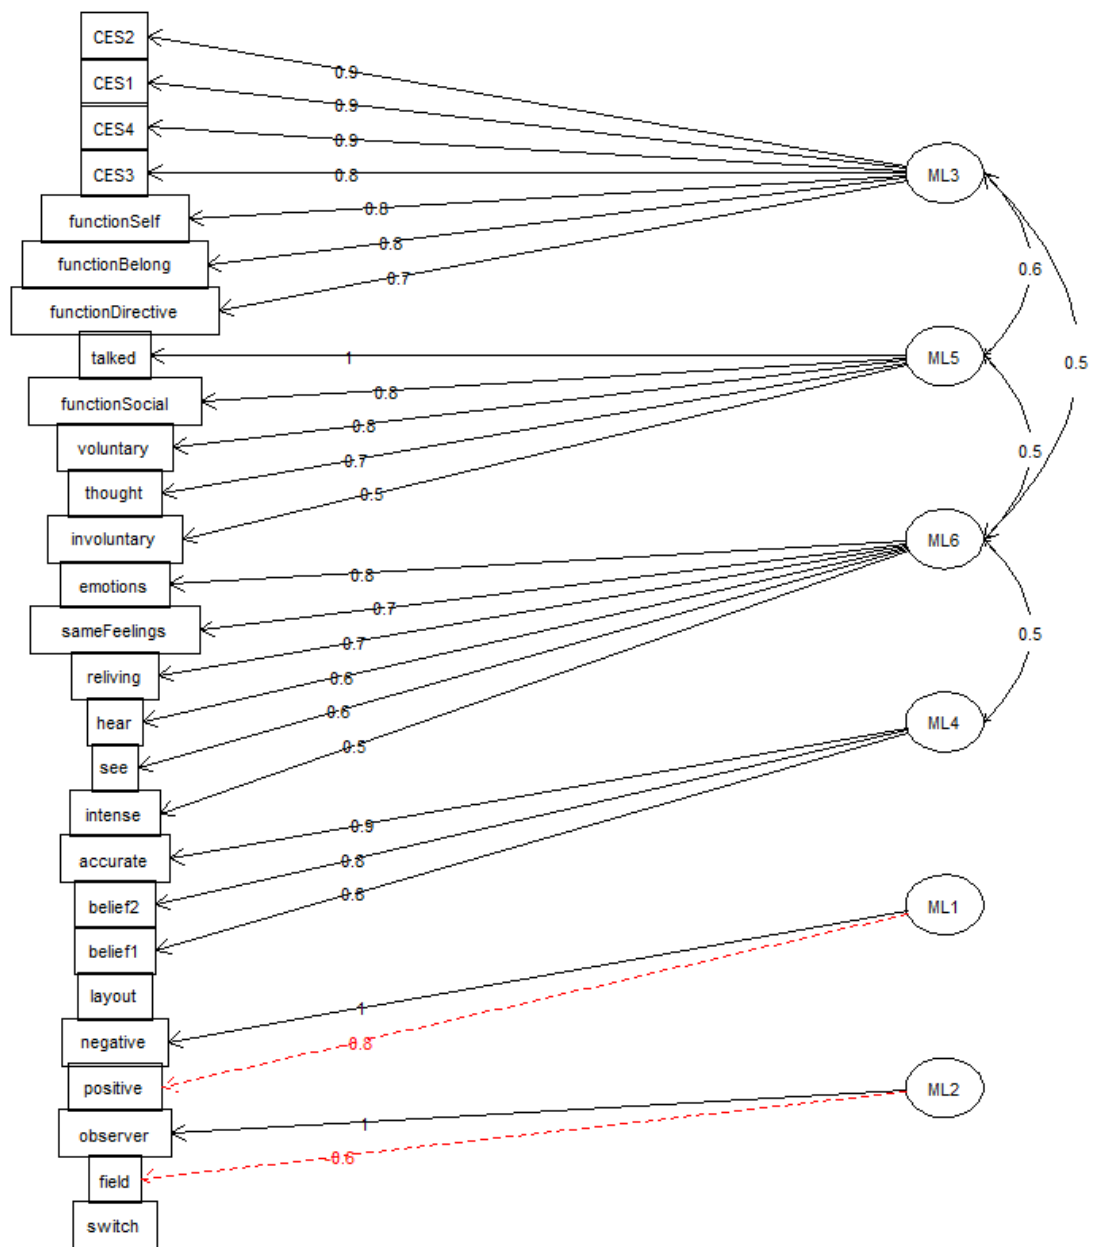 CES2
CES1
CES4
CES3
functionSelf
functionBelong
functionDirective
talked
functionSocial
voluntary
thought
involuntary
emotions
sameFeelings
reliving
hear
see
intense
accurate
belief2
belief1
layout
negative
positive
observer
field
switch
0.9
0.9
0.9
0.8
0.8
0.8
0.7
1
0.8
0.8
0.7
0.5
0.8
0.7
0.7
0.6
0.6
0.5
0.9
0.8
0.8
1
-0.8
1
-0.6
ML3
ML5
ML6
ML4
ML1
ML2
0.6
0.5
0.5
0.5